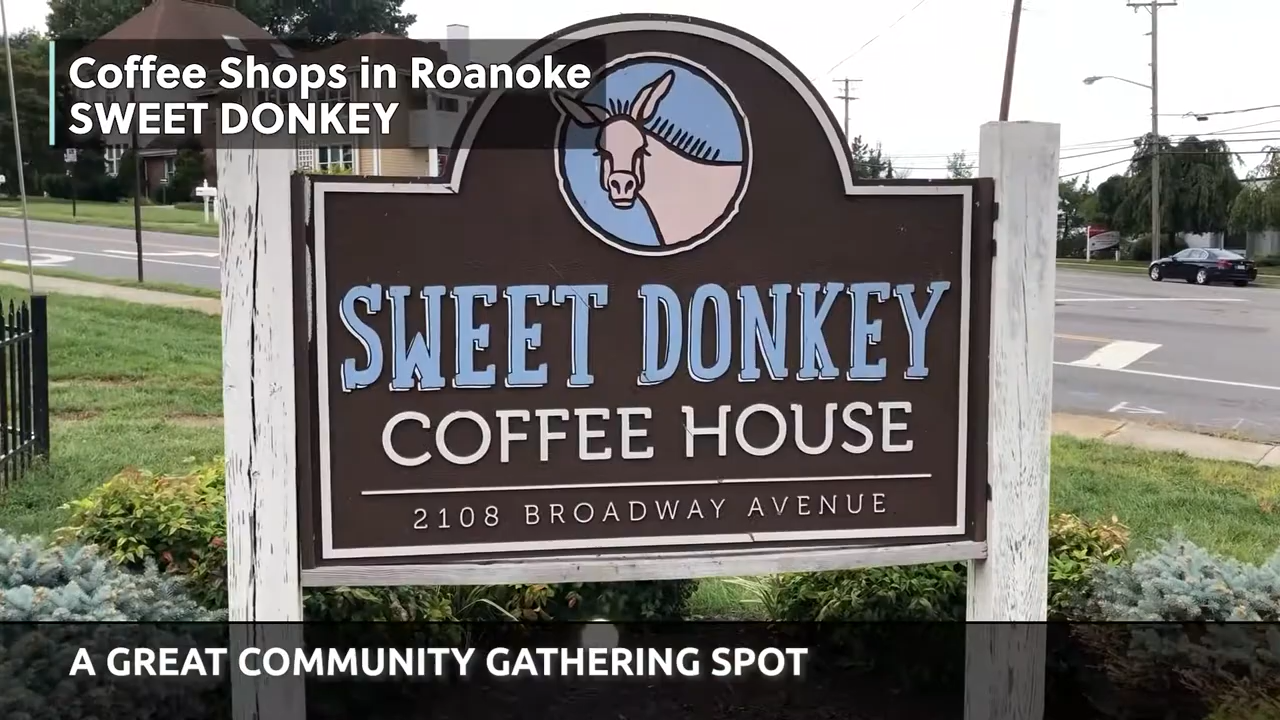 Coffee Shops in Roanoke
SWEET DONKEY
SWEET DONKEY
COFFEE HOUSE
2108 BROADWAY AVENUE
A GREAT COMMUNITY GATHERING SPOT